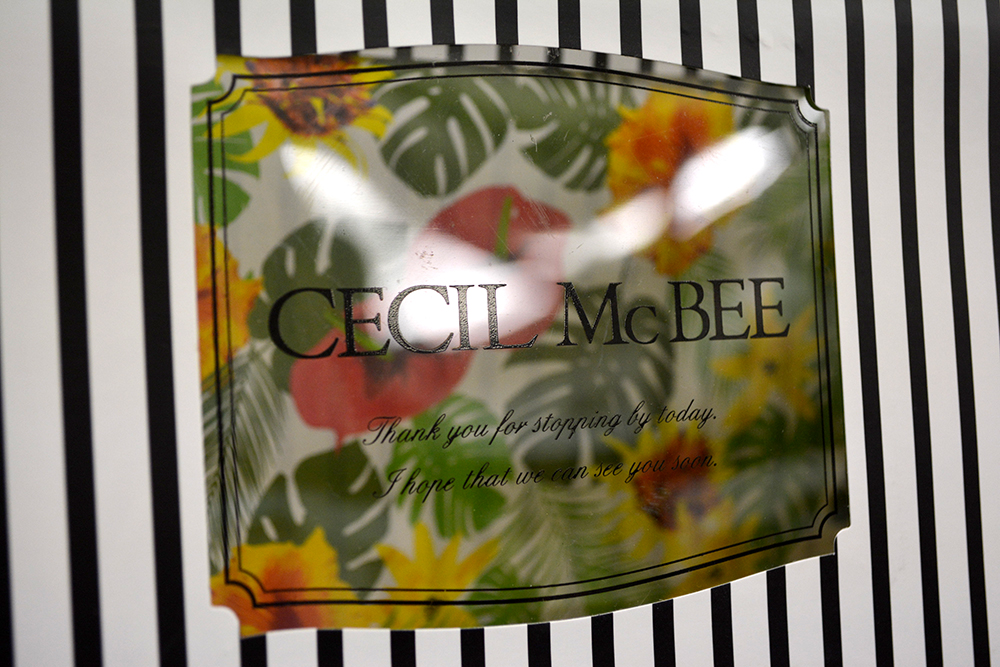 CECIL McBEE
Thank you for stopping by today.
I hope that we can see you soon.